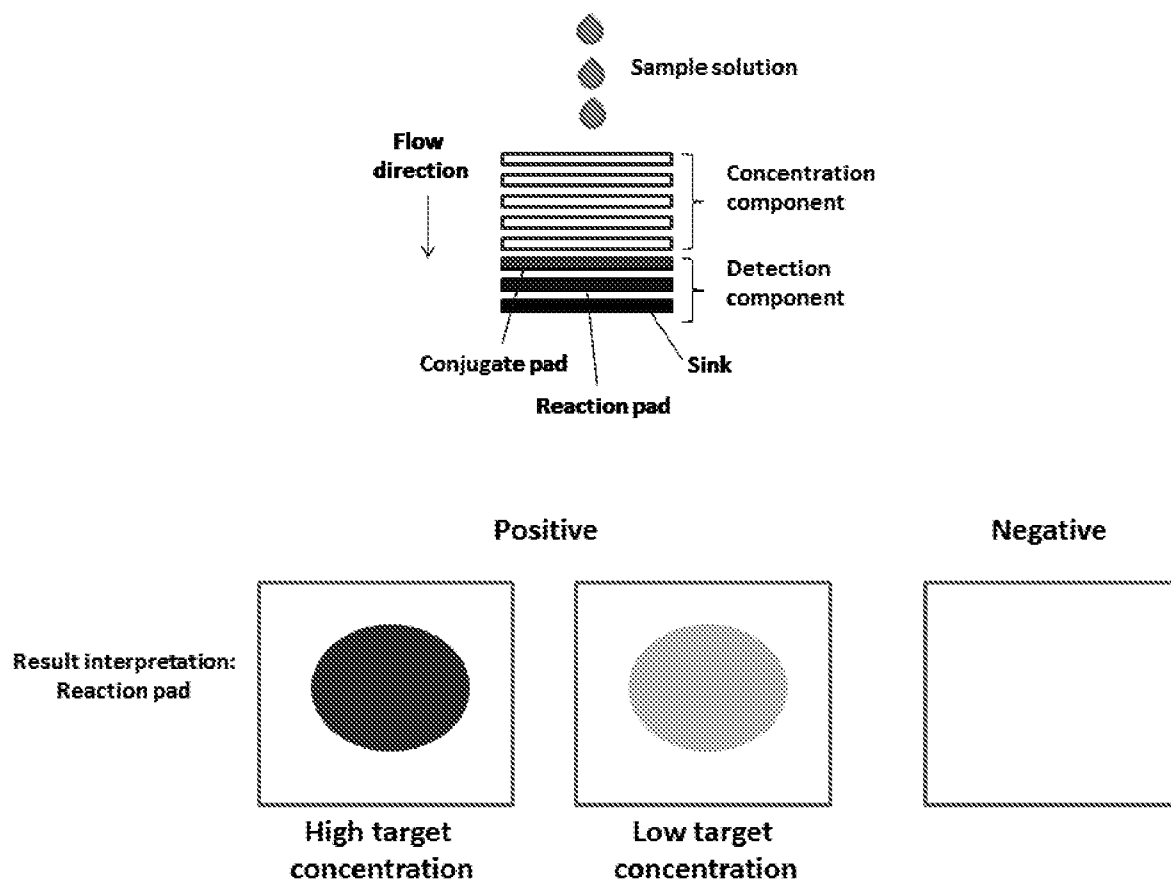 Sample solution
Flow
direction
Concentration
component
Detection
component
Conjugate pad
Sink
Reaction pad
Positive
Negative
Result interpretation:
Reaction pad
High target
concentration
Low target
concentration